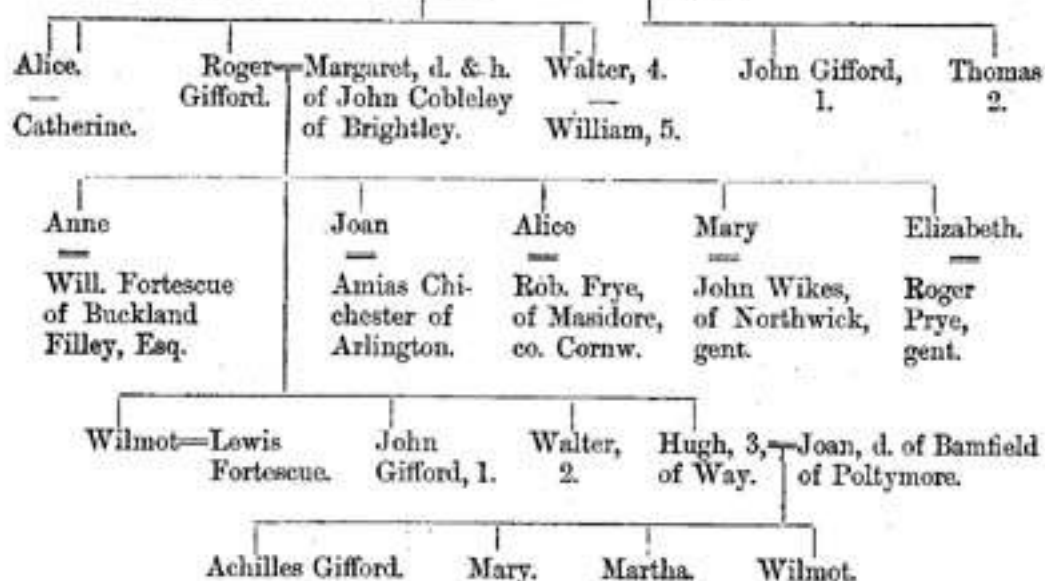 Alice. Roger Margaret, d. & h. Walter, 4. John Gifford, Thomas
Gifford. of John Cobleley 1. 2.
Catherine. of Brightley. William, 5.
Anne Joan Alice Mary Elizabeth.
Will. Fortescue Amias Chi- Rob. Frye, John Wikes, Roger
of Buckland chester of of Masidore, of Northwick, Prye,
Filley, Esq. Arlington. co. Cornw. gent. gent.
Wilmot Lewis John Walter, Hugh, 3, Joan, d. of Bamfield
Fortescue. Gifford, 1. 2. of Way. of Poltymore.
Achilles Gifford. Mary. Martha. Wilmot.